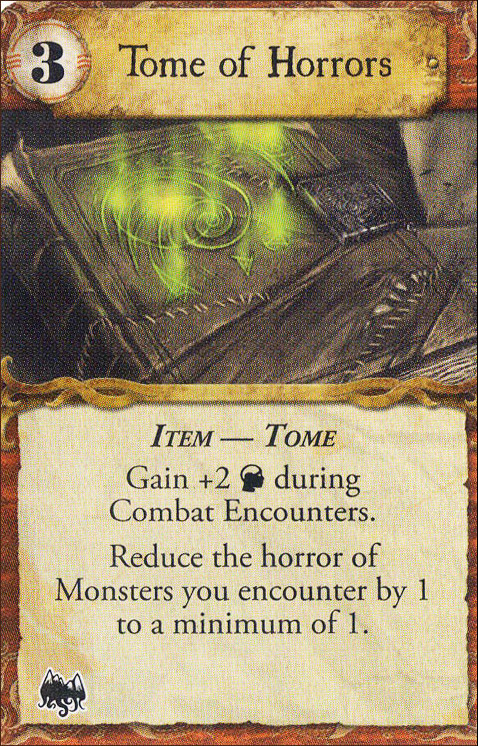 3
Tome of Horrors
ITEM — TOME
Gain +2 during
Combat Encounters.
Reduce the horror of
Monsters you encounter by 1
to a minimum of 1.